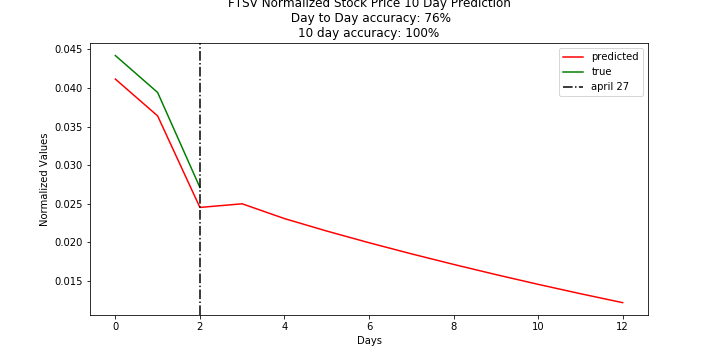 FTSV Normalized Stock Price 10 Day Prediction
Day to Day accuracy: 76%
10 day accuracy: 100%
predicted
true
april 27
Normalized Values
0.045
0.040
0.035
0.030
0.025
0.020
0.015
0
2
4
6
8
10
12
Days